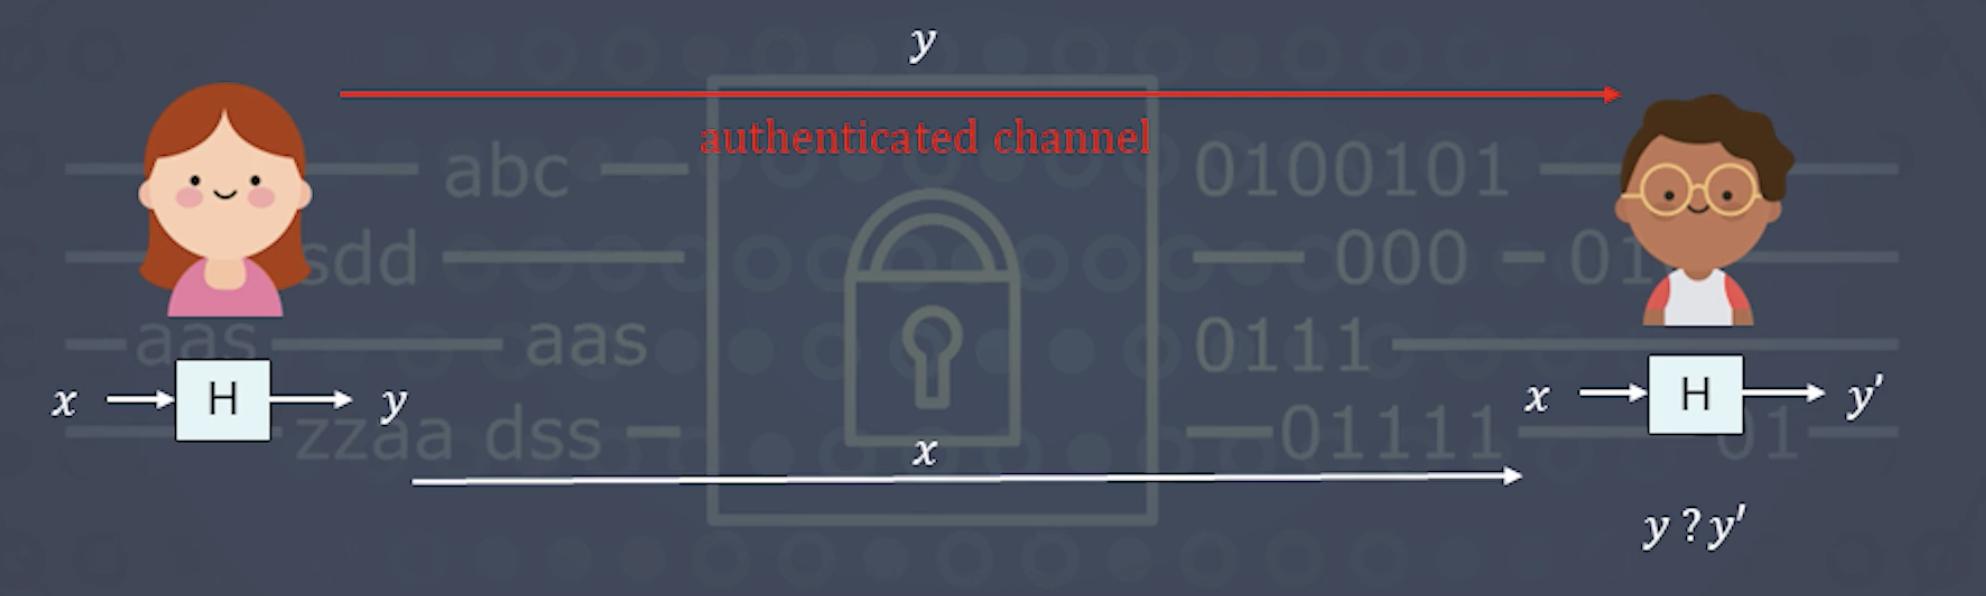 y
authenticated channel
abc 0100101
sdd 000 - 01
aas aas 0111
x H y x H y′
zzaa dss 01111 01
x
y ? y′